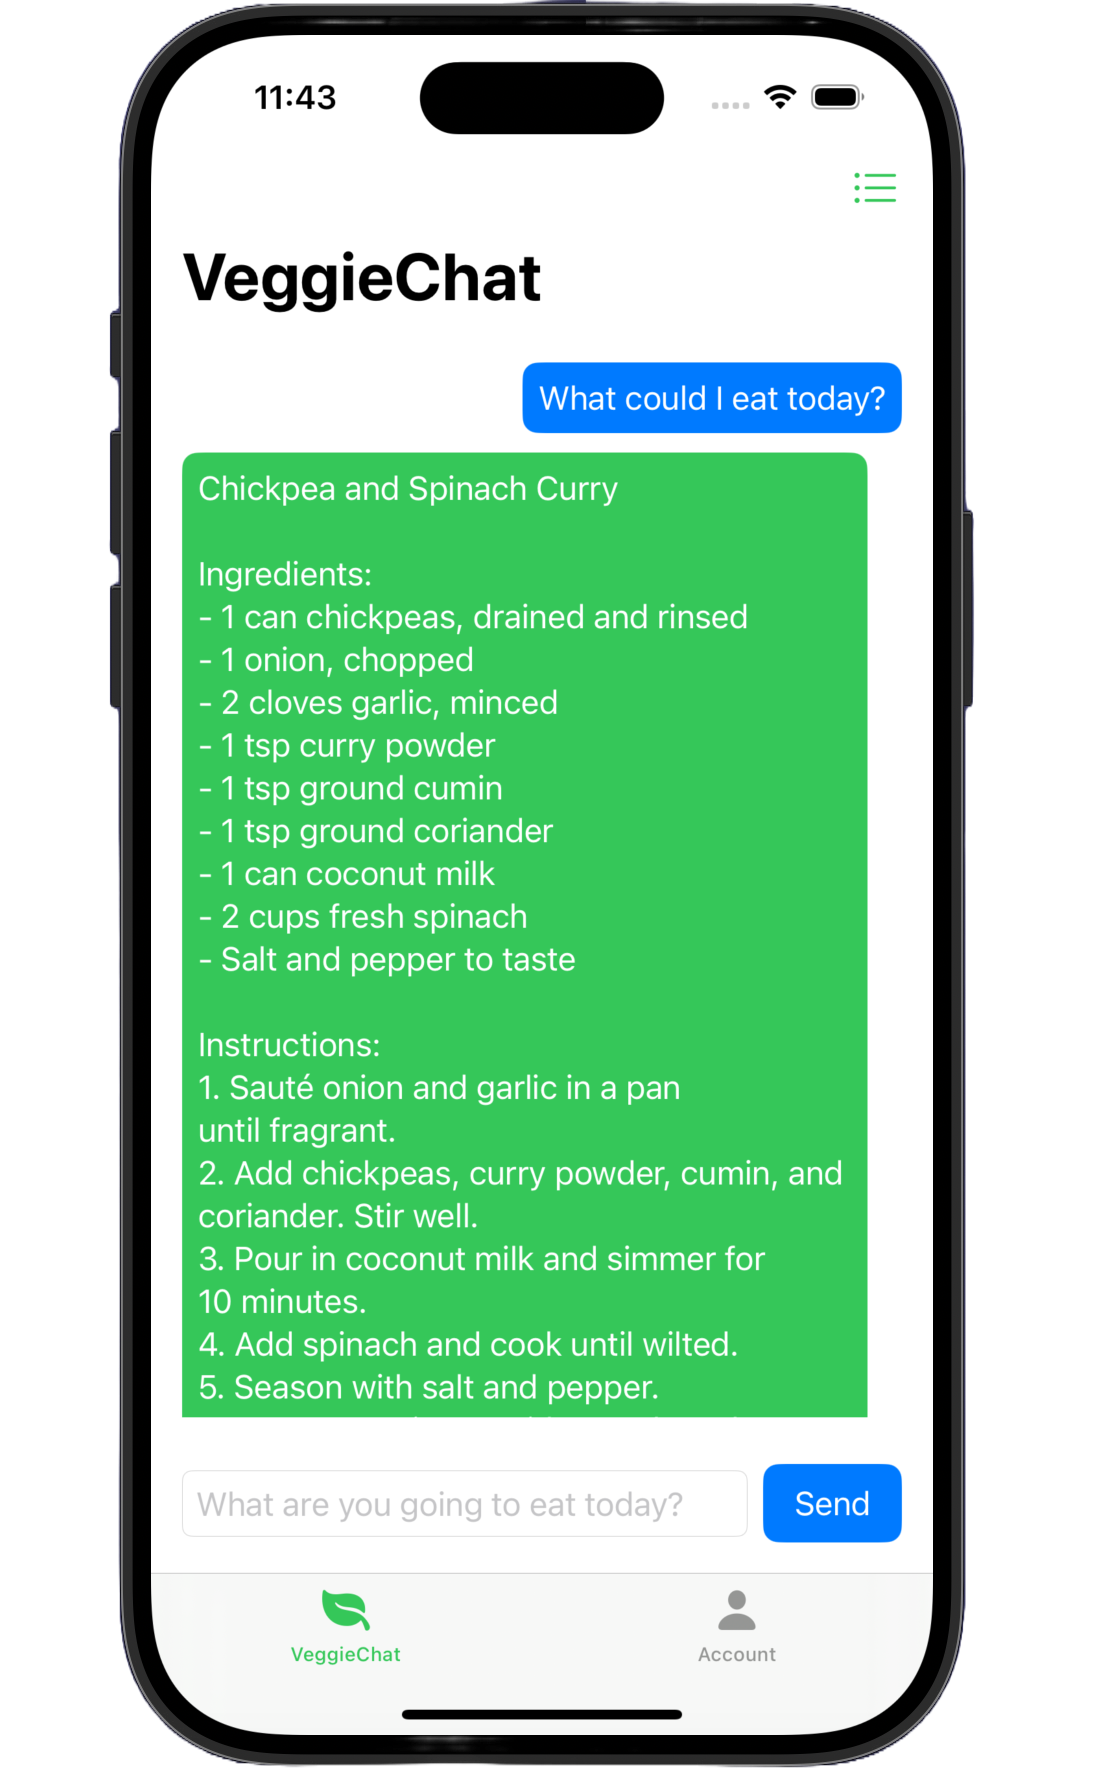 11:43
VeggieChat
What could I eat today?
Chickpea and Spinach Curry
Ingredients:
- 1 can chickpeas, drained and rinsed
- 1 onion, chopped
- 2 cloves garlic, minced
- 1 tsp curry powder
- 1 tsp ground cumin
- 1 tsp ground coriander
- 1 can coconut milk
- 2 cups fresh spinach
- Salt and pepper to taste
Instructions:
1. Sauté onion and garlic in a pan
until fragrant.
2. Add chickpeas, curry powder, cumin, and
coriander. Stir well.
3. Pour in coconut milk and simmer for
10 minutes.
4. Add spinach and cook until wilted.
5. Season with salt and pepper.
What are you going to eat today?
Send
VeggieChat
Account